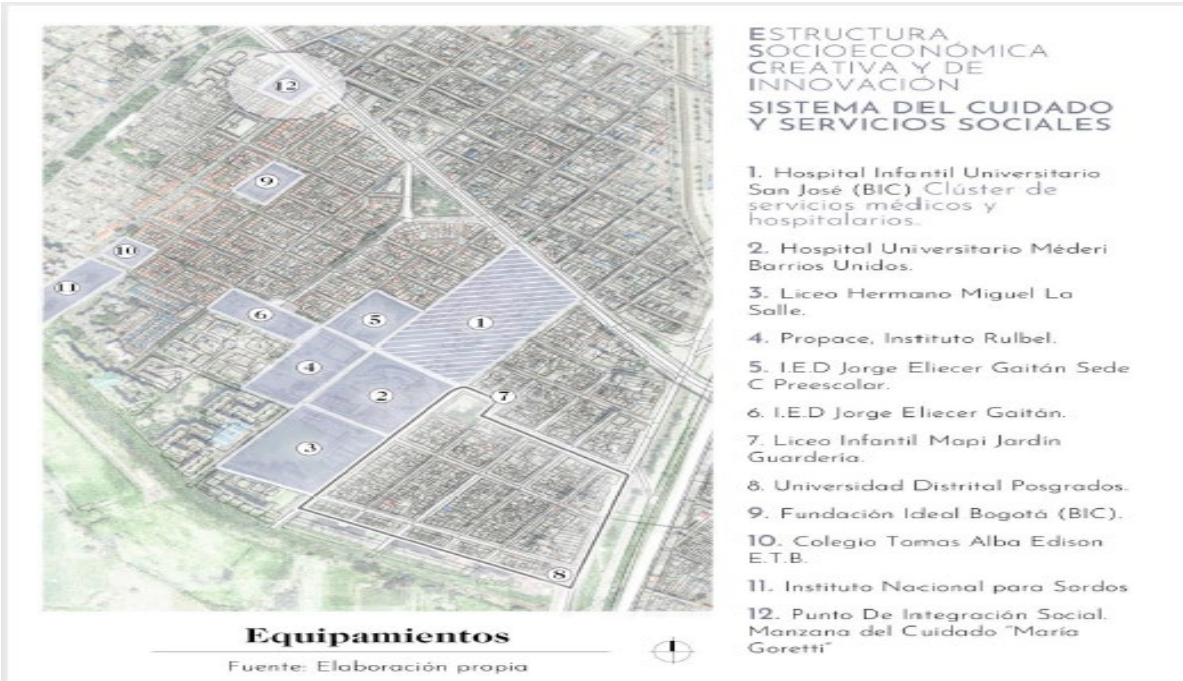 ESTRUCTURA
SOCIOECONÓMICA
CREATIVA Y DE
INNOVACIÓN
SISTEMA DEL CUIDADO
Y SERVICIOS SOCIALES
1. Hospital Infantil Universitario
San José (BIC) Clúster de
servicios médicos y
hospitalarios.
2. Hospital Universitario Méderi
Barrios Unidos.
3. Liceo Hermano Miguel La
Salle.
4. Propace, Instituto Rulbel.
5. I.E.D Jorge Eliecer Gaitán Sede
C Preescolar.
6. I.E.D Jorge Eliecer Gaitán.
7. Liceo Infantil Mapi Jardín
Guardería.
8. Universidad Distrital Posgrados.
9. Fundación Ideal Bogotá (BIC).
10. Colegio Tomas Alba Edison
E.T.B.
11. Instituto Nacional para Sordos
12. Punto De Integración Social.
Manzana del Cuidado "María
Goretti"
12
9
10
11
6
5
1
4
2
7
3
8
Equipamientos
Fuente: Elaboración propia